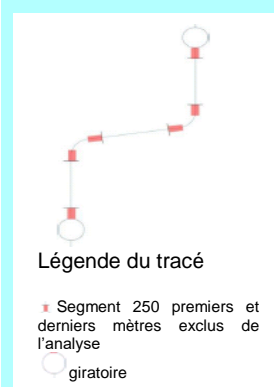 Légende du tracé
Segment 250 premiers et
derniers mètres exclus de
l'analyse
giratoire